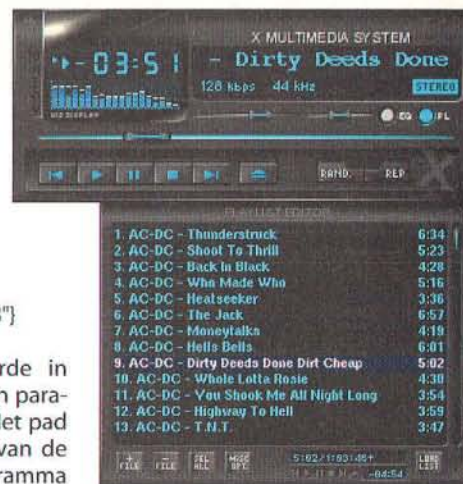 X MULTIMEDIA SYSTEM
-03:51
- Dirty Deeds Done
128 kbps 44 kHz STEREO
VIS DISPLAY
EQ PL
RAND. REP
PLAYLIST EDITOR
1. AC-DC - Thunderstruck 6:34
2. AC-DC - Shoot To Thrill 5:23
3. AC-DC - Back In Black 4:28
4. AC-DC - Who Made Who 5:16
5. AC-DC - Heatseeker 3:36
6. AC-DC - The Jack 6:57
7. AC-DC - Moneytalks 4:19
8. AC-DC - Hells Bells 6:01
9. AC-DC - Dirty Deeds Done Dirt Cheap 5:02
10. AC-DC - Whole Lotta Rosie 4:30
11. AC-DC - You Shook Me All Night Long 3:54
12. AC-DC - Highway To Hell 3:59
13. AC-DC - T.N.T. 3:47
+ FILE
- FILE
SEL ALL
MISC OPT.
-04:54
LOAD LIST
"}
rde in
n para-
let pad
van de
ramma